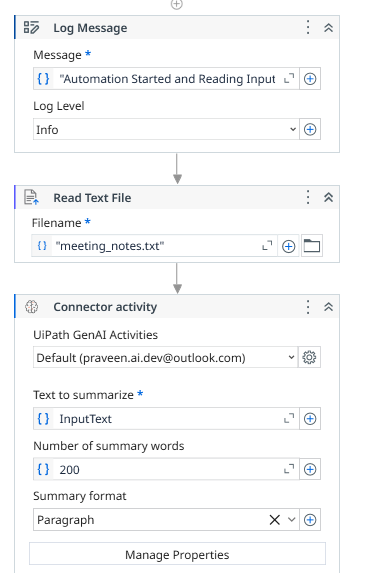 Log Message
Message *
"Automation Started and Reading Input
Log Level
Info
Read Text File
Filename *
"meeting_notes.txt"
Connector activity
UiPath GenAI Activities
Default (praveen.ai.dev@outlook.com)
Text to summarize *
InputText
Number of summary words
200
Summary format
Paragraph
Manage Properties